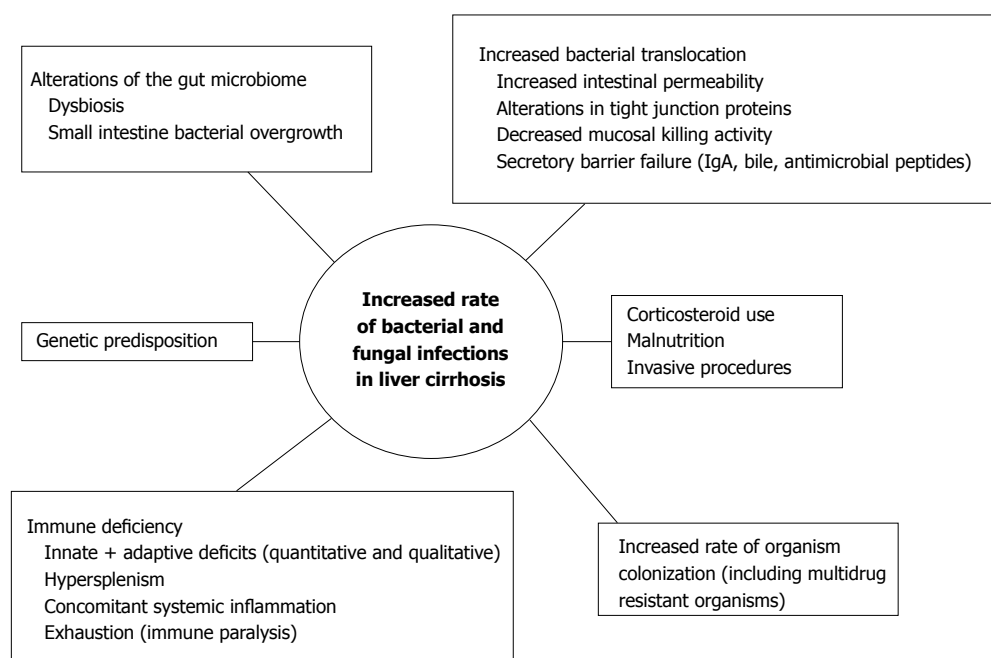 Alterations of the gut microbiome
Dysbiosis
Small intestine bacterial overgrowth
Increased bacterial translocation
Increased intestinal permeability
Alterations in tight junction proteins
Decreased mucosal killing activity
Secretory barrier failure (IgA, bile, antimicrobial peptides)
Genetic predisposition
Increased rate
of bacterial and
fungal infections
in liver cirrhosis
Corticosteroid use
Malnutrition
Invasive procedures
Immune deficiency
Innate + adaptive deficits (quantitative and qualitative)
Hypersplenism
Concomitant systemic inflammation
Exhaustion (immune paralysis)
Increased rate of organism
colonization (including multidrug
resistant organisms)